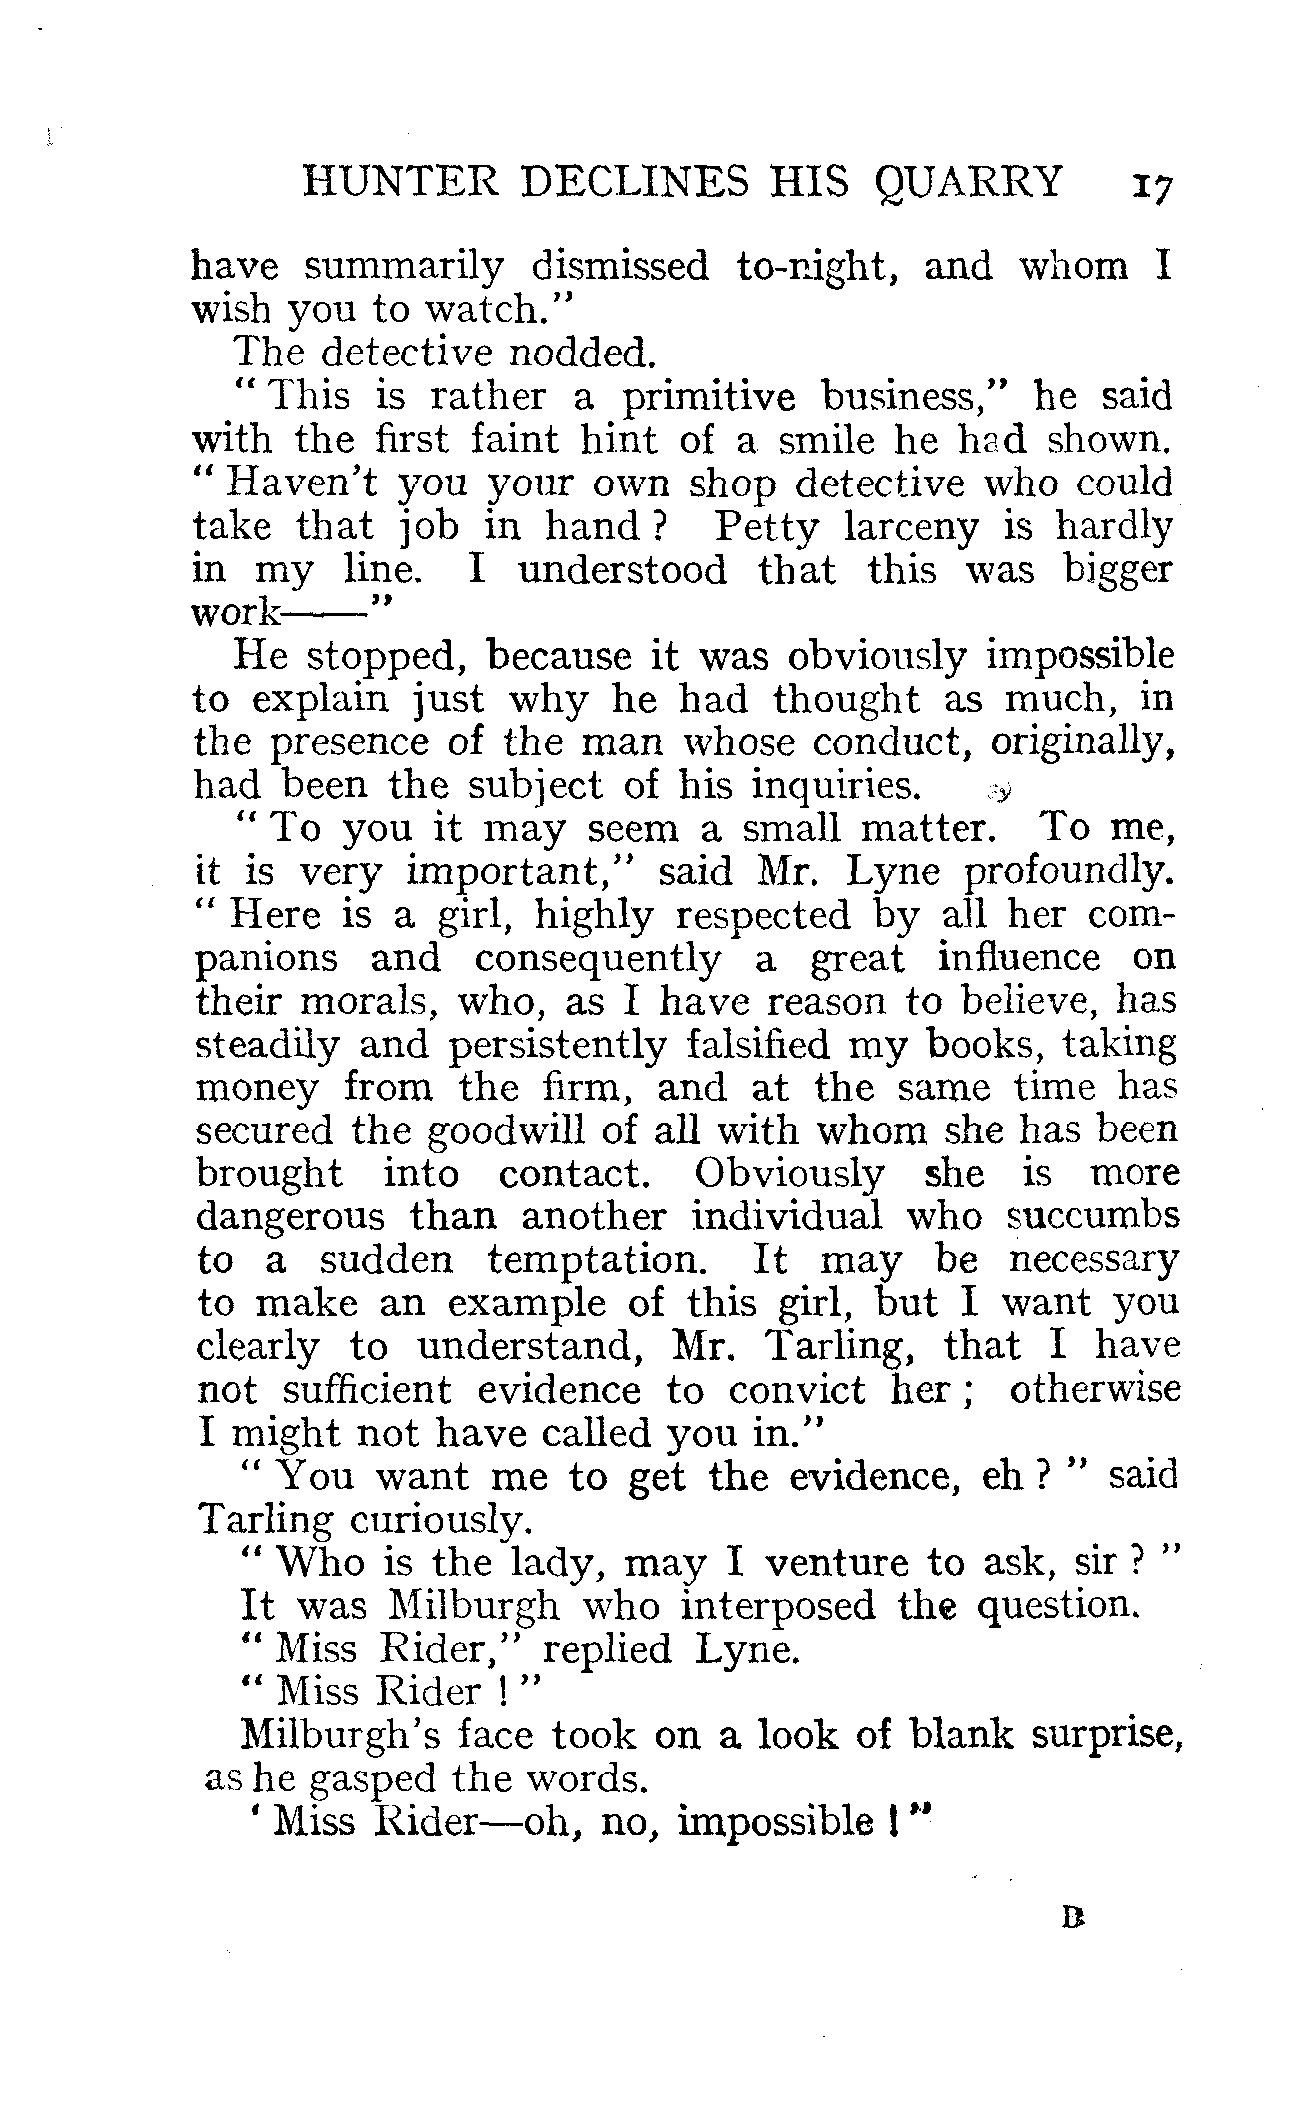 HUNTER DECLINES HIS QUARRY 17
have summarily dismissed to-night, and whom I
wish you to watch."
The detective nodded.
" This is rather a primitive business," he said
with the first faint hint of a smile he had shown.
" Haven't you your own shop detective who could
take that job in hand ? Petty larceny is hardly
in my line. I understood that this was bigger
work——"
He stopped, because it was obviously impossible
to explain just why he had thought as much, in
the presence of the man whose conduct, originally,
had been the subject of his inquiries.
" To you it may seem a small matter. To me,
it is very important," said Mr. Lyne profoundly.
" Here is a girl, highly respected by all her com-
panions and consequently a great influence on
their morals, who, as I have reason to believe, has
steadily and persistently falsified my books, taking
money from the firm, and at the same time has
secured the goodwill of all with whom she has been
brought into contact. Obviously she is more
dangerous than another individual who succumbs
to a sudden temptation. It may be necessary
to make an example of this girl, but I want you
clearly to understand, Mr. Tarling, that I have
not sufficient evidence to convict her ; otherwise
I might not have called you in."
" You want me to get the evidence, eh ? " said
Tarling curiously.
" Who is the lady, may I venture to ask, sir ? "
It was Milburgh who interposed the question.
" Miss Rider," replied Lyne.
" Miss Rider ! "
Milburgh's face took on a look of blank surprise,
as he gasped the words.
' Miss Rider—oh, no, impossible ! "
B